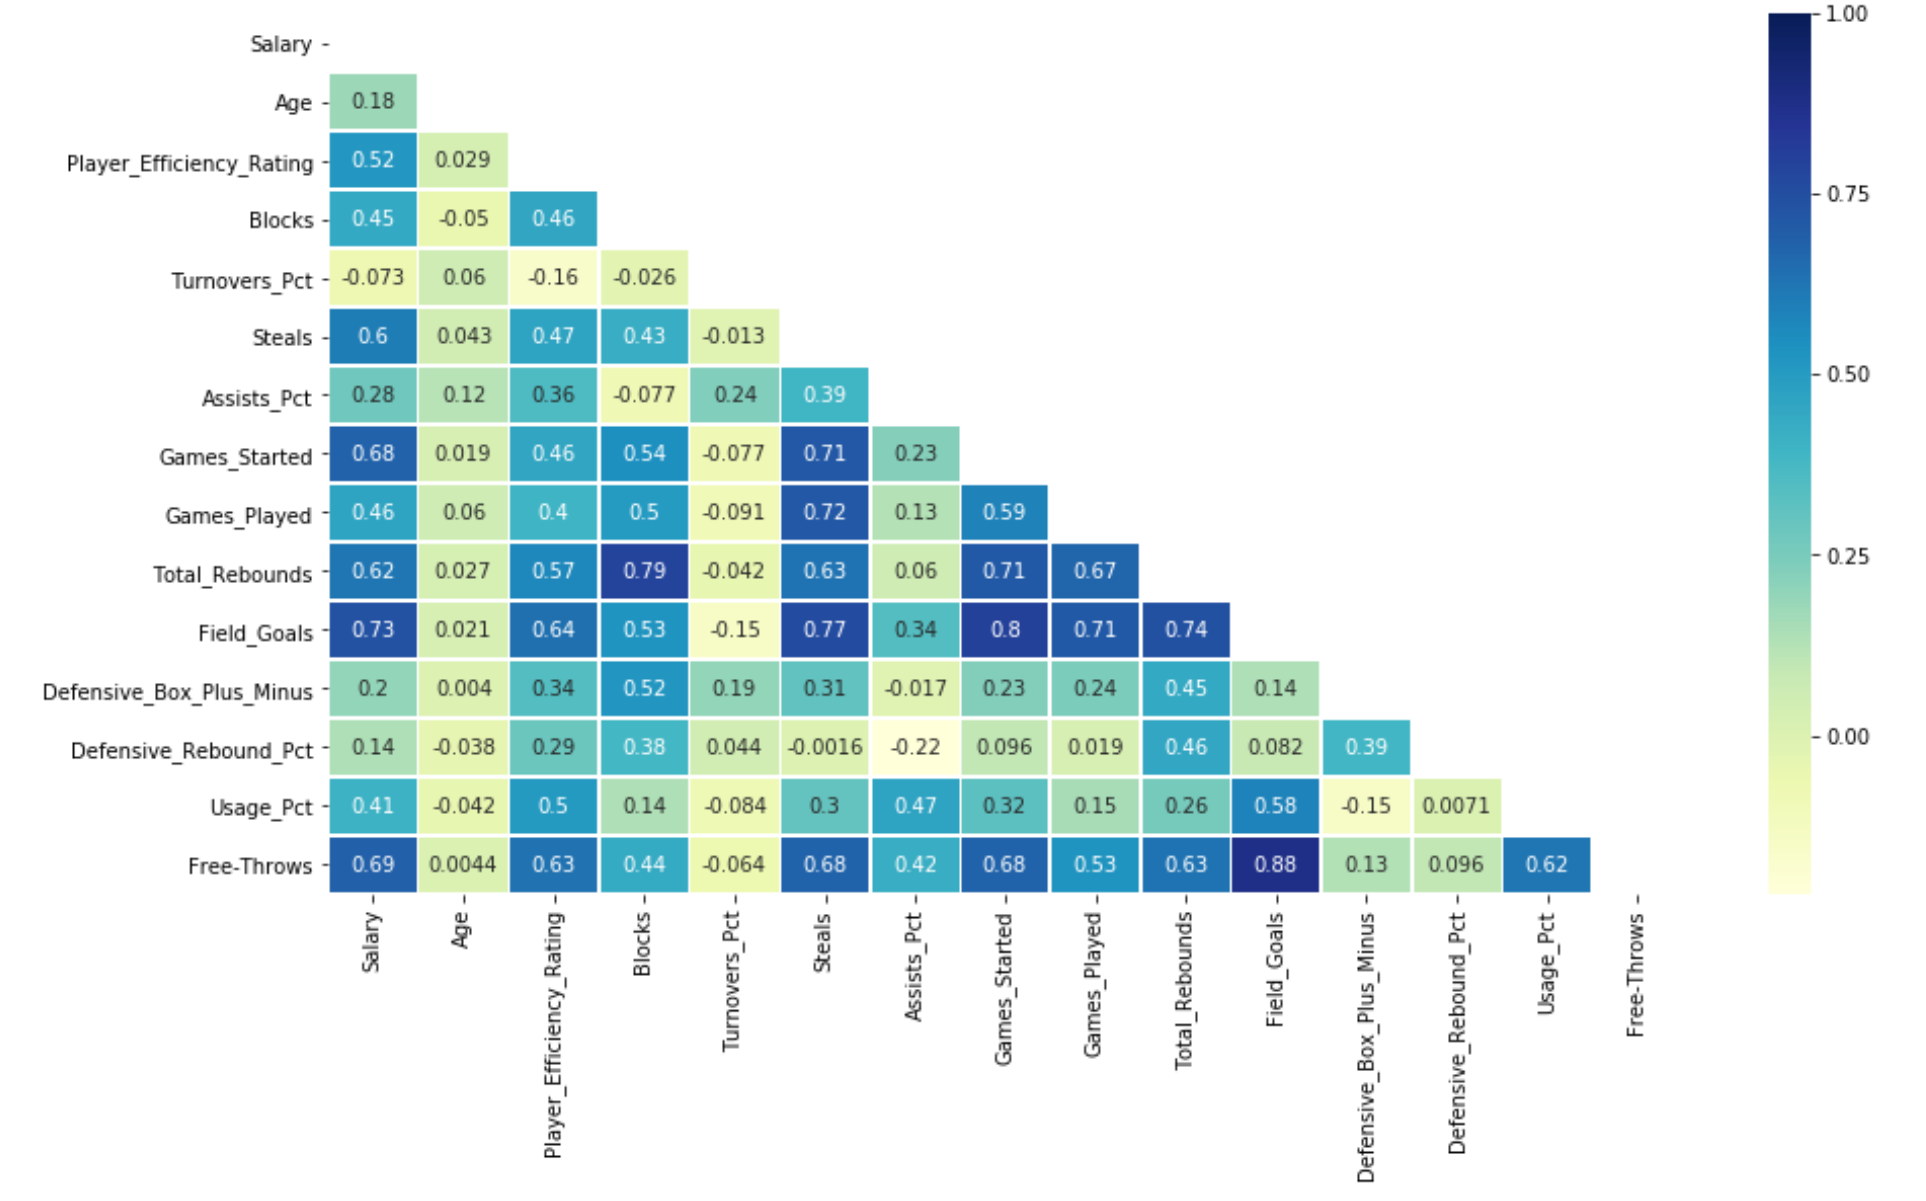 1.00
Salary
Age 0.18
Player_Efficiency_Rating 0.52 0.029
0.75
Blocks 0.45 -0.05 0.46
Turnovers_Pct -0.073 0.06 -0.16 -0.026
Steals 0.6 0.043 0.47 0.43 -0.013
0.50
Assists_Pct 0.28 0.12 0.36 -0.077 0.24 0.39
Games_Started 0.68 0.019 0.46 0.54 -0.077 0.71 0.23
Games_Played 0.46 0.06 0.4 0.5 -0.091 0.72 0.13 0.59
0.25
Total_Rebounds 0.62 0.027 0.57 0.79 -0.042 0.63 0.06 0.71 0.67
Field_Goals 0.73 0.021 0.64 0.53 -0.15 0.77 0.34 0.8 0.71 0.74
Defensive_Box_Plus_Minus 0.2 0.004 0.34 0.52 0.19 0.31 -0.017 0.23 0.24 0.45 0.14
0.00
Defensive_Rebound_Pct 0.14 -0.038 0.29 0.38 0.044 -0.0016 -0.22 0.096 0.019 0.46 0.082 0.39
Usage_Pct 0.41 -0.042 0.5 0.14 -0.084 0.3 0.47 0.32 0.15 0.26 0.58 -0.15 0.0071
Free-Throws 0.69 0.0044 0.63 0.44 -0.064 0.68 0.42 0.68 0.53 0.63 0.88 0.13 0.096 0.62
Salary
Age
Player_Efficiency_Rating
Blocks
Turnovers_Pct
Steals
Assists_Pct
Games_Started
Games_Played
Total_Rebounds
Field_Goals
Defensive_Box_Plus_Minus
Defensive_Rebound_Pct
Usage_Pct
Free-Throws